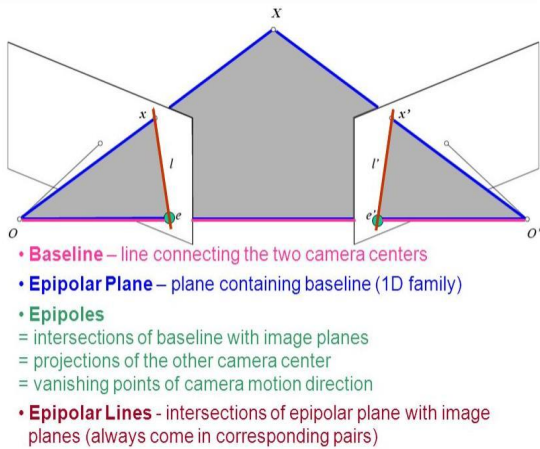 X
x
x'
l
l'
e
e'
O
O'
• Baseline – line connecting the two camera centers
• Epipolar Plane – plane containing baseline (1D family)
• Epipoles
= intersections of baseline with image planes
= projections of the other camera center
= vanishing points of camera motion direction
• Epipolar Lines - intersections of epipolar plane with image
planes (always come in corresponding pairs)